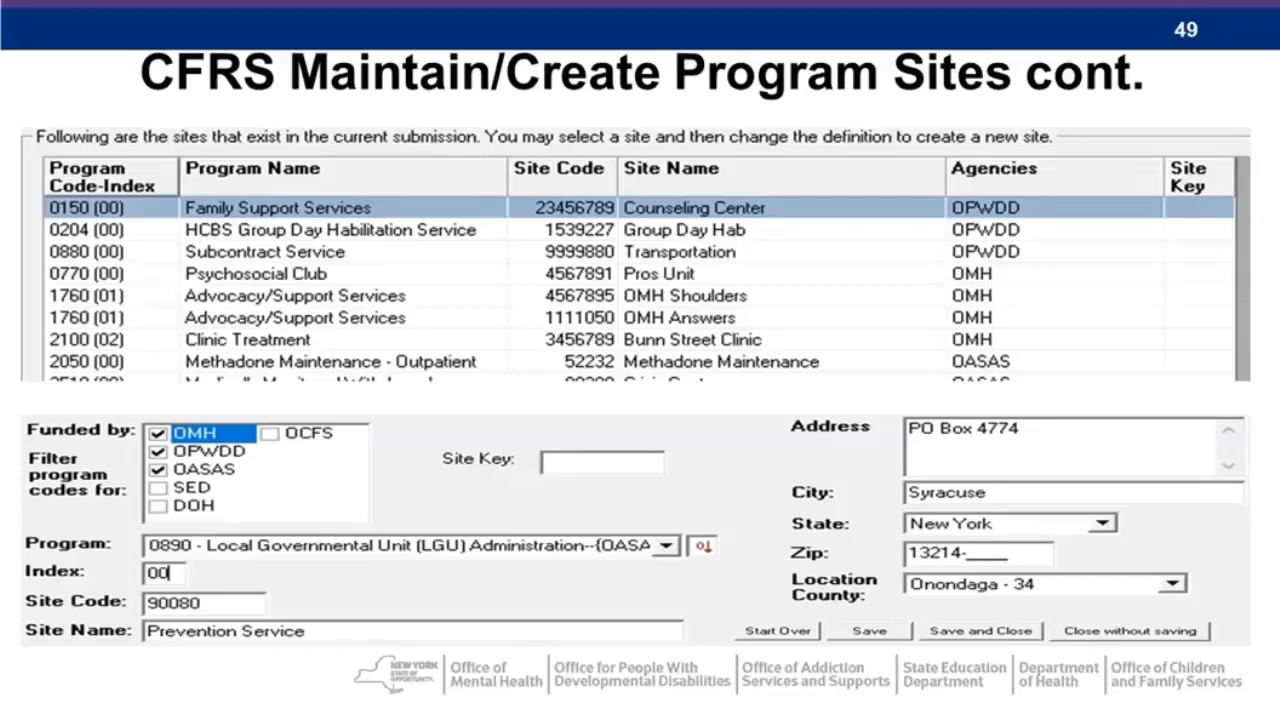 49
CFRS Maintain/Create Program Sites cont.
Following are the sites that exist in the current submission. You may select a site and then change the definition to create a new site.
Program Code-Index Program Name Site Code Site Name Agencies Site Key
0150 (00) Family Support Services 23456789 Counseling Center OPWDD
0204 (00) HCBS Group Day Habilitation Service 1539227 Group Day Hab OPWDD
0880 (00) Subcontract Service 9999880 Transportation OPWDD
0770 (00) Psychosocial Club 4567891 Pros Unit OMH
1760 (01) Advocacy/Support Services 4567895 OMH Shoulders OMH
1760 (01) Advocacy/Support Services 1111050 OMH Answers OMH
2100 (02) Clinic Treatment 3456789 Bunn Street Clinic OMH
2050 (00) Methadone Maintenance - Outpatient 52232 Methadone Maintenance OASAS
Funded by:
Filter program codes for:
OMH OCFS
OPWDD
OASAS
SED
DOH
Site Key:
Program: 0890 - Local Governmental Unit (LGU) Administration--{OASA
Index: 00
Site Code: 90080
Site Name: Prevention Service
Address PO Box 4774
City: Syracuse
State: New York
Zip: 13214-____
Location County: Onondaga - 34
Start Over Save Save and Close Close without saving
NEW YORK STATE OF OPPORTUNITY.
Office of Mental Health
Office for People With Developmental Disabilities
Office of Addiction Services and Supports
State Education Department
Department of Health
Office of Children and Family Services